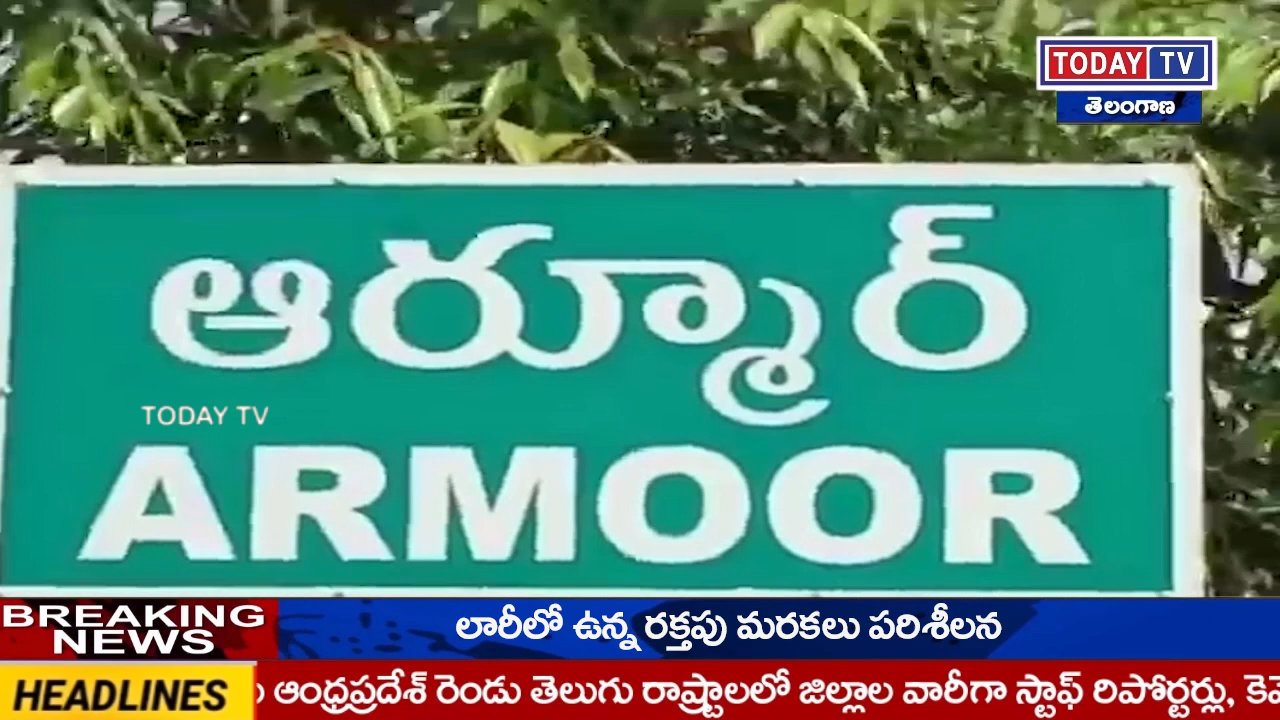 TODAY TV
తెలంగాణ
ఆర్మూర్
TODAY TV
ARMOOR
BREAKING
NEWS
లారీలో ఉన్న రక్తపు మరకలు పరిశీలన
HEADLINES
ఆంధ్రప్రదేశ్ రెండు తెలుగు రాష్ట్రాలలో జిల్లాల వారీగా స్టాఫ్ రిపోర్టర్లు,